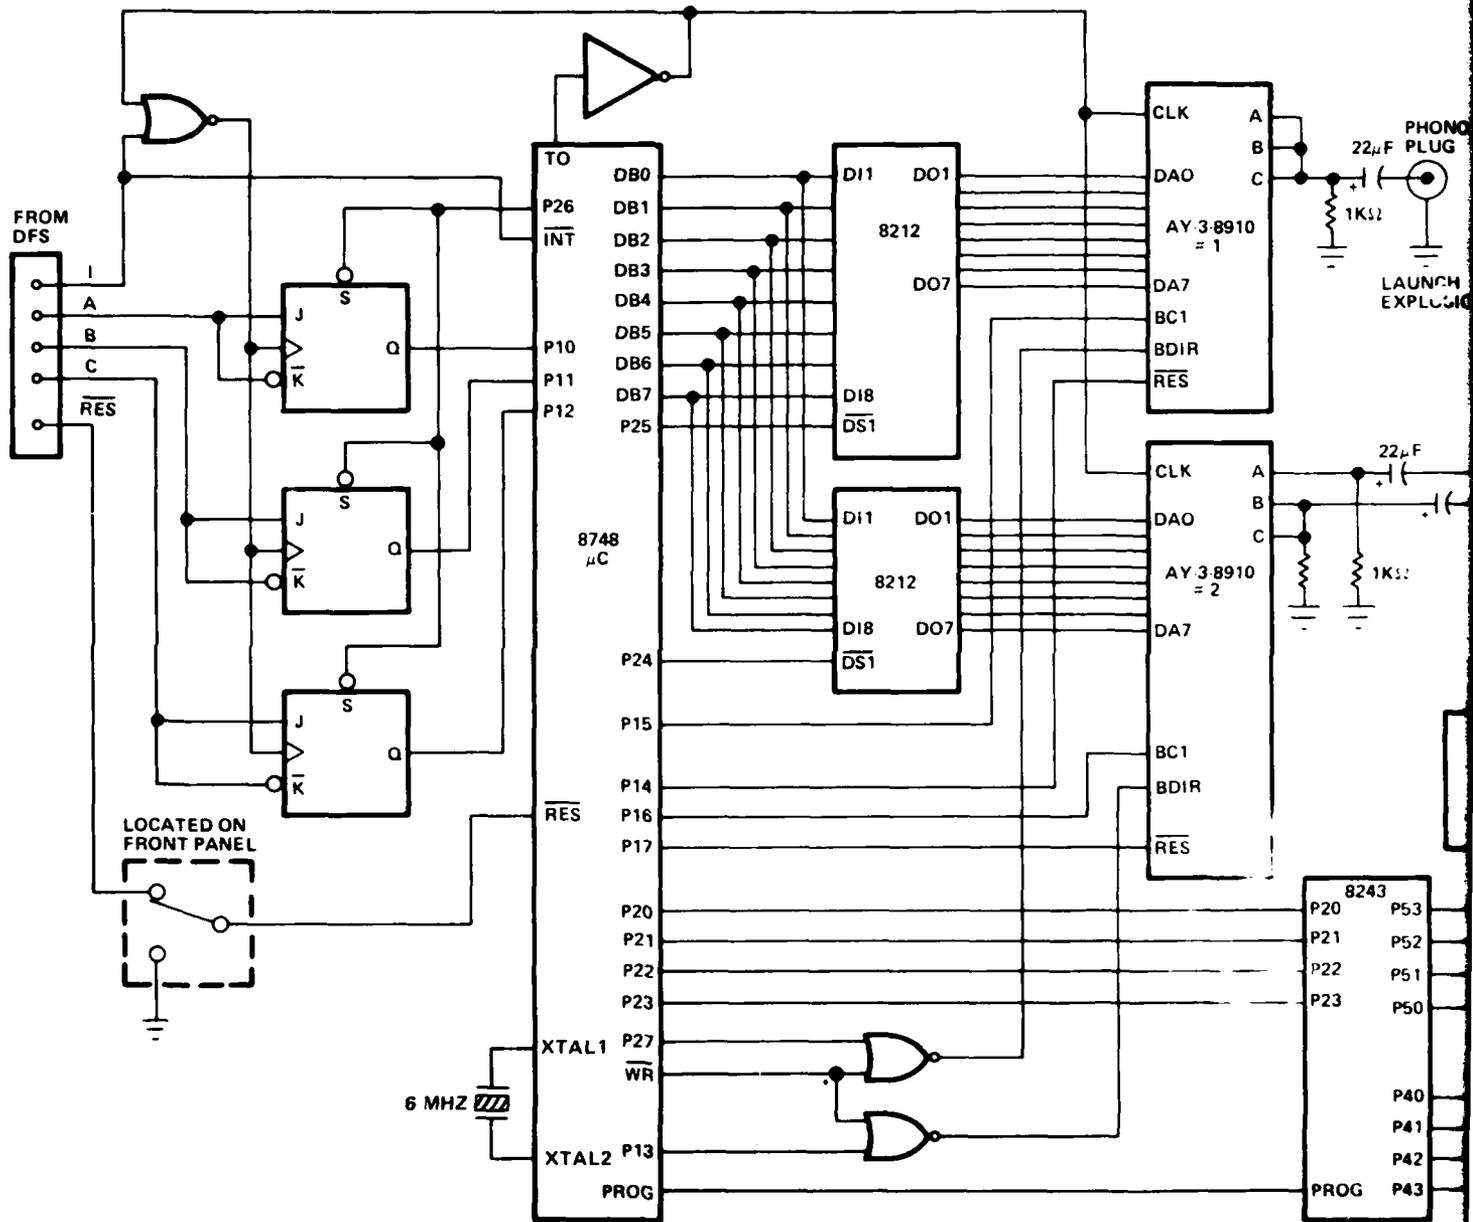 FROM
DFS
I
A
B
C
RES
J
S
K
Q
J
S
K
Q
J
S
K
Q
LOCATED ON
FRONT PANEL
6 MHZ
TO
P26
INT
P10
P11
P12
8748
μC
RES
XTAL1
XTAL2
DB0
DB1
DB2
DB3
DB4
DB5
DB6
DB7
P25
P24
P15
P14
P16
P17
P20
P21
P22
P23
P27
WR
P13
PROG
DI1 DO1
8212
DO7
DI8
DS1
DI1 DO1
8212
DI8 DO7
DS1
CLK A
B
C
DA0
AY-3-8910
= 1
DA7
BC1
BDIR
RES
22μF
PHONO
PLUG
1KΩ
LAUNCH
CLK A
B
C
DA0
AY-3-8910
= 2
DA7
BC1
BDIR
RES
22μF
1KΩ
8243
P20 P53
P21 P52
P22 P51
P23 P50
P40
P41
P42
PROG P43